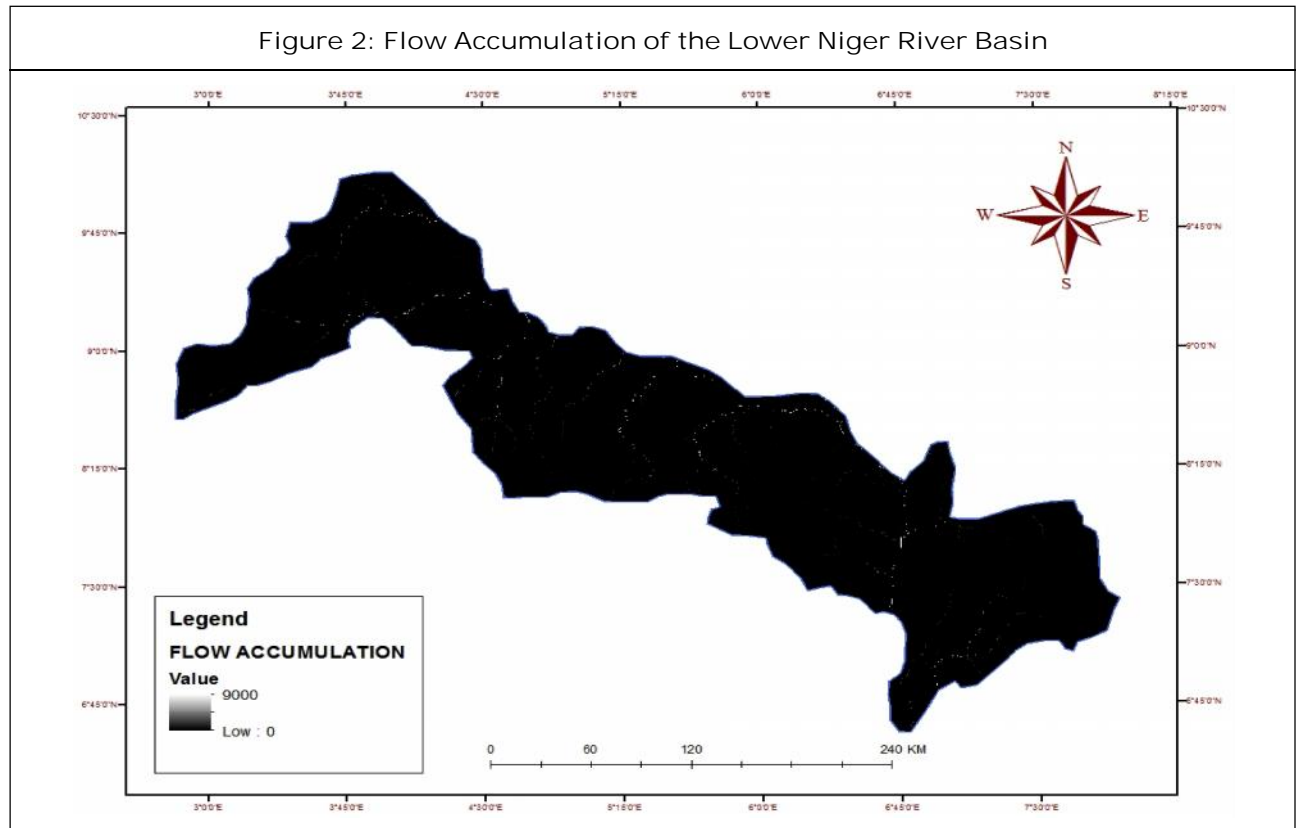 Figure 2: Flow Accumulation of the Lower Niger River Basin
3°0'0"E 3°45'0"E 4°30'0"E 5°15'0"E 6°0'0"E 6°45'0"E 7°30'0"E 8°15'0"E
10°30'0"N 10°30'0"N
N
W E
S
9°45'0"N 9°45'0"N
9°0'0"N 9°0'0"N
8°15'0"N 8°15'0"N
7°30'0"N 7°30'0"N
6°45'0"N 6°45'0"N
Legend
FLOW ACCUMULATION
Value
9000
Low : 0
0 60 120 240 KM
3°0'0"E 3°45'0"E 4°30'0"E 5°15'0"E 6°0'0"E 6°45'0"E 7°30'0"E